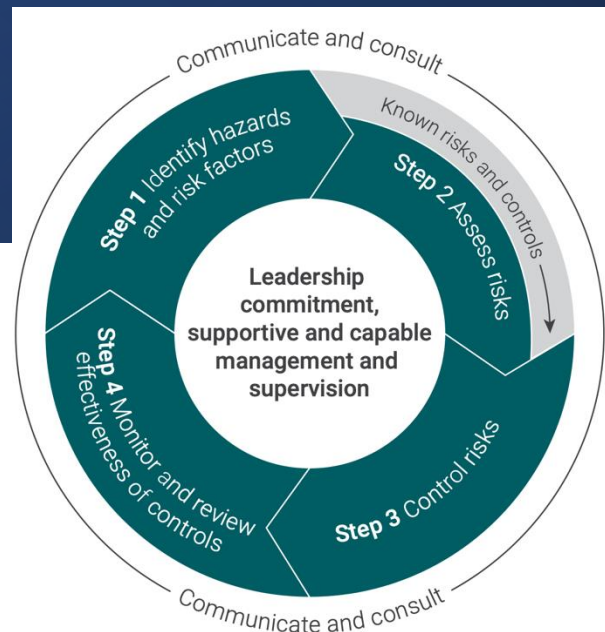 Communicate and consult
Step 1 Identify hazards
and risk factors
Known risks and controls
Step 2 Assess risks
Leadership
commitment,
supportive and capable
management and
supervision
Step 3 Control risks
Step 4 Monitor and review
effectiveness of controls
Communicate and consult